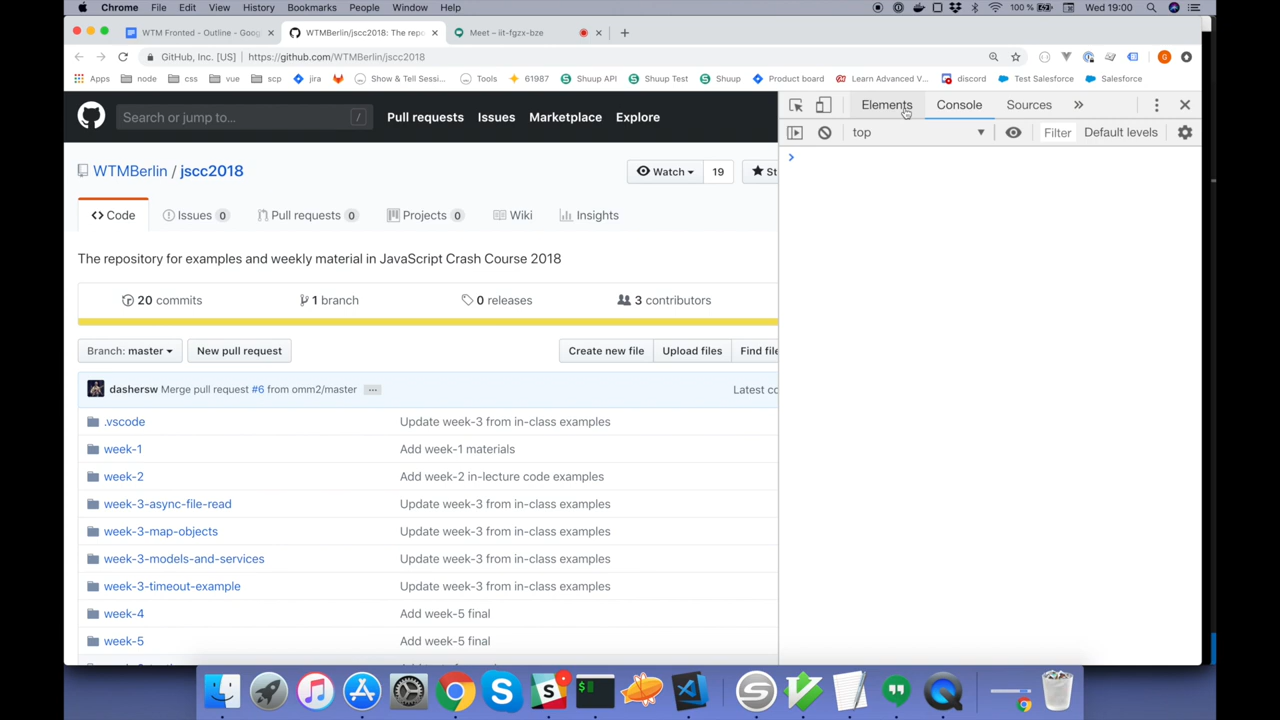 Chrome File Edit View History Bookmarks People Window Help 100 % Wed 19:00
WTM Fronted - Outline - Goog WTMBerlin/jscc2018: The repo Meet – iit-fgzx-bze
GitHub, Inc. [US] https://github.com/WTMBerlin/jscc2018
Apps node css vue scp jira Show & Tell Sessi... Tools 61987 Shuup API Shuup Test Shuup Product board Learn Advanced V... discord Test Salesforce Salesforce
Search or jump to... / Pull requests Issues Marketplace Explore
Elements Console Sources »
top Filter Default levels
WTMBerlin / jscc2018 Watch 19 St
Code Issues 0 Pull requests 0 Projects 0 Wiki Insights
The repository for examples and weekly material in JavaScript Crash Course 2018
20 commits 1 branch 0 releases 3 contributors
Branch: master New pull request Create new file Upload files Find file
dashersw Merge pull request #6 from omm2/master ... Latest co
.vscode Update week-3 from in-class examples
week-1 Add week-1 materials
week-2 Add week-2 in-lecture code examples
week-3-async-file-read Update week-3 from in-class examples
week-3-map-objects Update week-3 from in-class examples
week-3-models-and-services Update week-3 from in-class examples
week-3-timeout-example Update week-3 from in-class examples
week-4 Add week-5 final
week-5 Add week-5 final